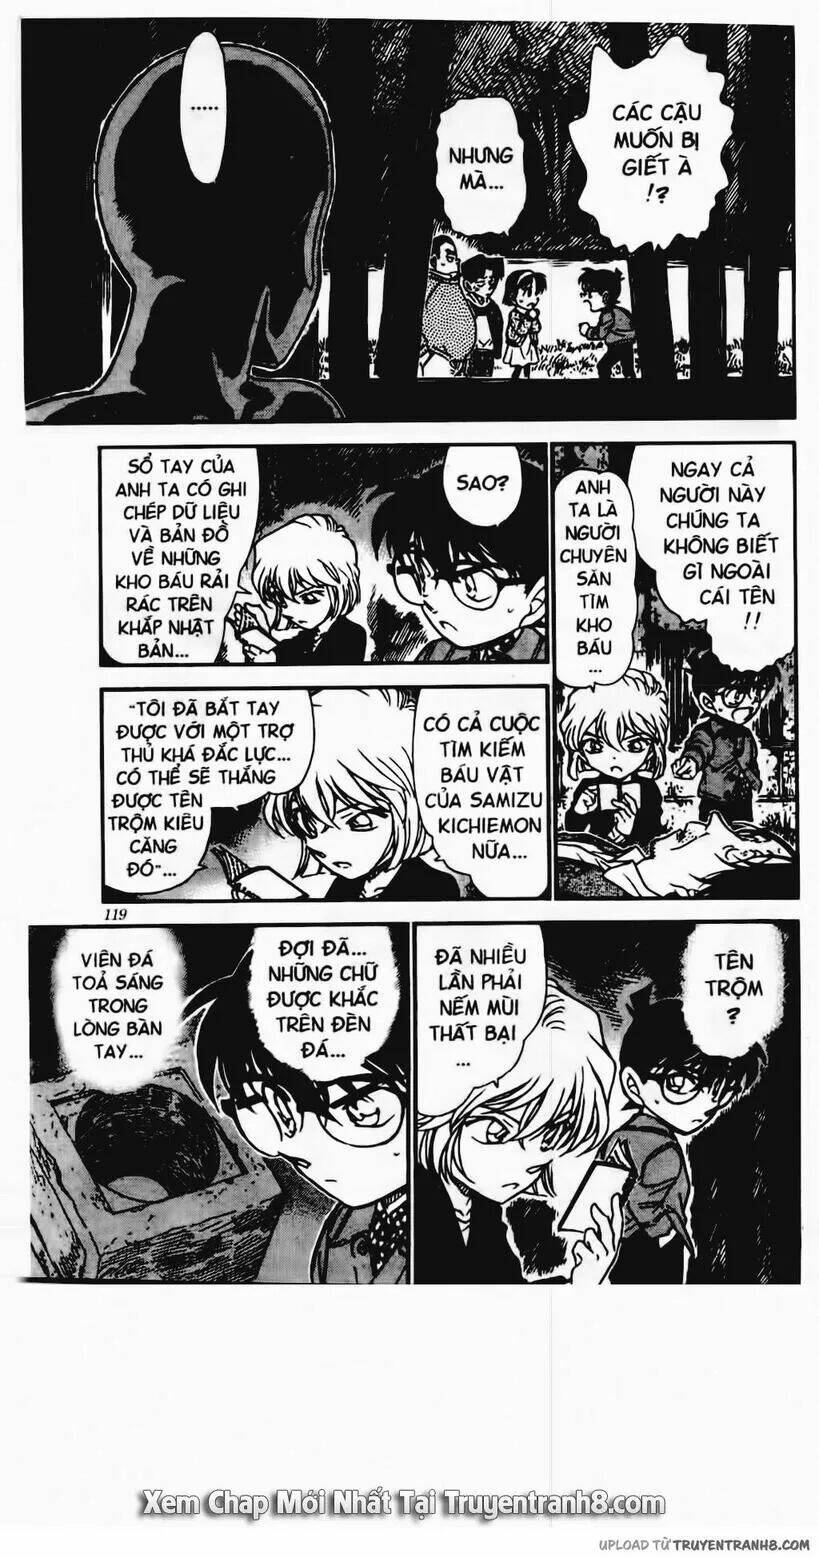 CÁC CẬU
MUỐN BỊ
GIẾT À
!?
NHƯNG
MÀ...
......
NGAY CẢ
NGƯỜI NÀY
CHÚNG TA
KHÔNG BIẾT
GÌ NGOÀI
CÁI TÊN
!!
ANH
TA LÀ
NGƯỜI
CHUYÊN
SĂN
TÌM
KHO
BÁU
...
SAO?
SỔ TAY CỦA
ANH TA CÓ GHI
CHÉP DỮ LIỆU
VÀ BẢN ĐỒ
VỀ NHỮNG
KHO BÁU RẢI
RÁC TRÊN
KHẮP NHẬT
BẢN...
CÓ CẢ CUỘC
TÌM KIẾM
BÁU VẬT
CỦA SAMIZU
KICHIEMON
NỮA...
"TÔI ĐÃ BẮT TAY
ĐƯỢC VỚI MỘT TRỢ
THỦ KHÁ ĐẮC LỰC...
CÓ THỂ SẼ THẮNG
ĐƯỢC TÊN
TRỘM KIÊU
CĂNG
ĐÓ"...
119
TÊN
TRỘM
?
ĐÃ NHIỀU
LẦN PHẢI
NẾM MÙI
THẤT BẠI
...
ĐỢI ĐÃ...
NHỮNG CHỮ
ĐƯỢC KHẮC
TRÊN ĐÈN
ĐÁ...
VIÊN ĐÁ
TOẢ SÁNG
TRONG
LÒNG BÀN
TAY...
Xem Chap Mới Nhất Tại Truyentranh8.com
UPLOAD TỪ TRUYENTRANH8.COM